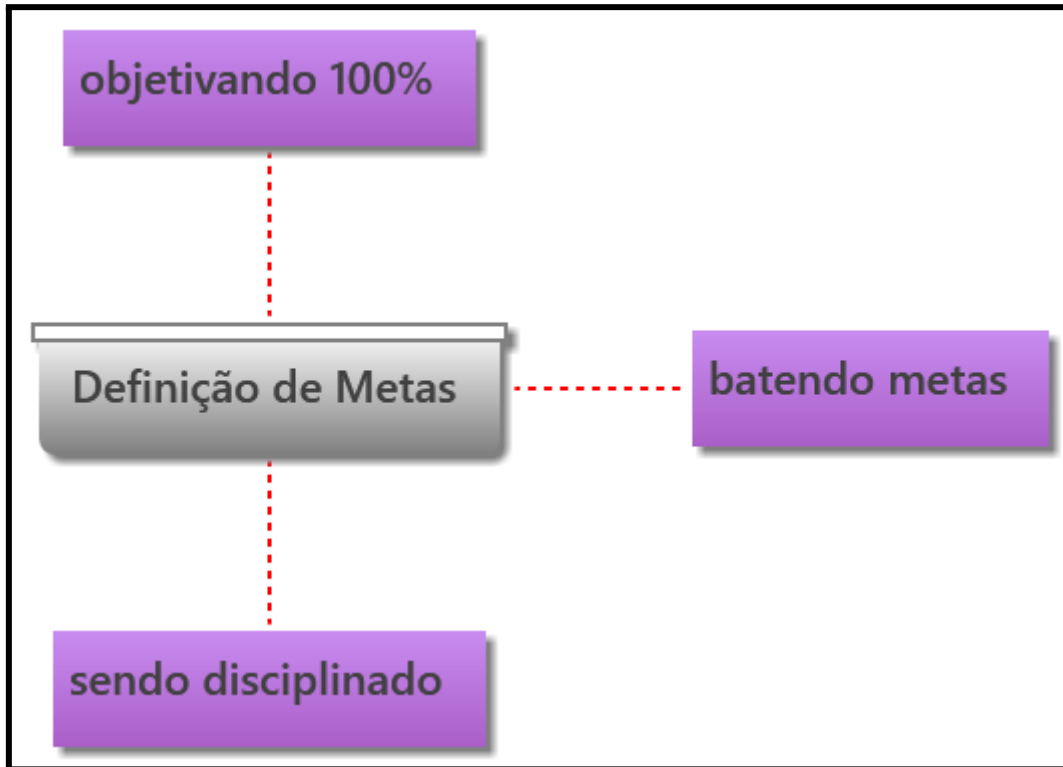 objetivando 100%
Definição de Metas
batendo metas
sendo disciplinado